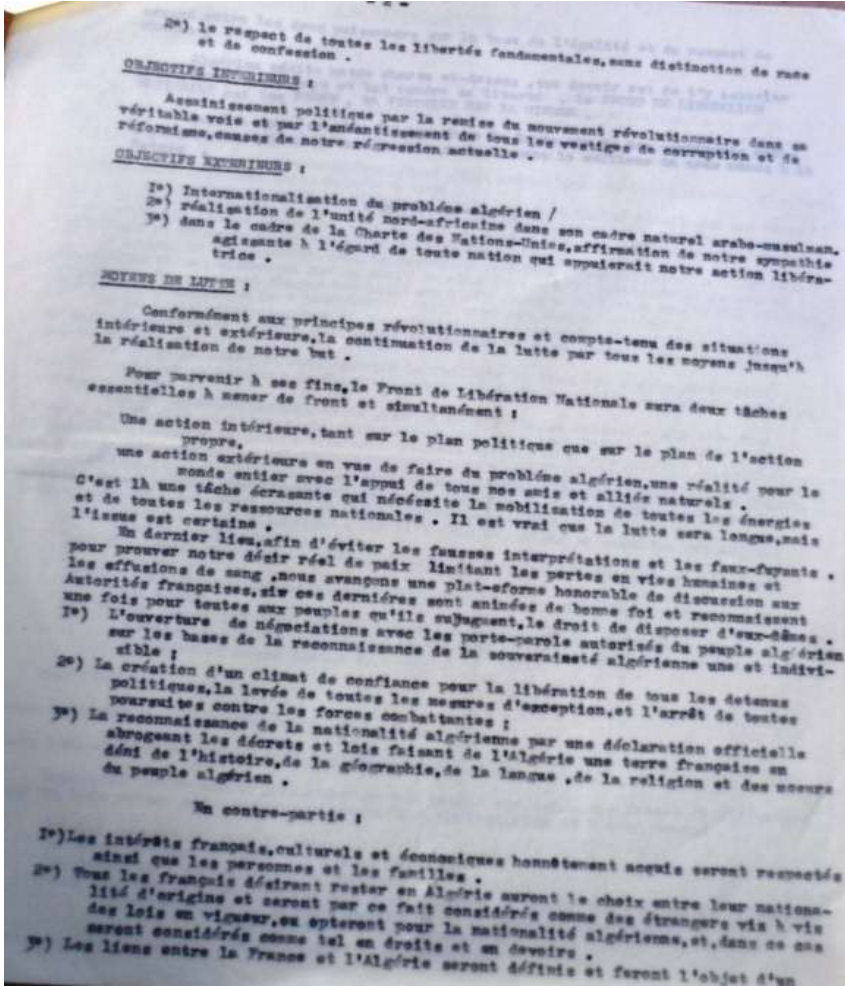 2°) le respect de toutes les libertés fondamentales,sans distinction de race
et de confession .
OBJECTIFS INTERIEURS :
Assainissement politique par la remise du mouvement révolutionnaire dans sa
véritable voie et par l'anéantissement de tous les vestiges de corruption et de
réformisme,causes de notre régression actuelle .
OBJECTIFS EXTERIEURS :
I°) Internationalisation du problème algérien /
2°) réalisation de l'unité nord-africaine dans son cadre naturel arabo-musulman.
3°) dans le cadre de la Charte des Nations-Unies,affirmation de notre sympathie
agissante à l'égard de toute nation qui appuierait notre action libéra-
trice .
MOYENS DE LUTTE :
Conformément aux principes révolutionnaires et compte-tenu des situations
intérieure et extérieure,la continuation de la lutte par tous les moyens jusqu'à
la réalisation de notre but .
Pour parvenir à ses fins,le Front de Libération Nationale aura deux tâches
essentielles à mener de front et simultanément :
Une action intérieure,tant sur le plan politique que sur le plan de l'action
propre,
une action extérieure en vue de faire du problème algérien,une réalité pour le
monde entier avec l'appui de tous nos amis et alliés naturels .
C'est là une tâche écrasante qui nécéssite la mobilisation de toutes les énergies
et de toutes les ressources nationales . Il est vrai que la lutte sera longue,mais
l'issue est certaine .
En dernier lieu,afin d'éviter les fausses interprétations et les faux-fuyants .
pour prouver notre désir réel de paix limitant les pertes en vies humaines et
les effusions de sang ,nous avançons une plat-eforme honorable de discussion aux
Autorités françaises,six ces dernières sont animées de bonne foi et reconnaissent
une fois pour toutes aux peuples qu'ils subjuguent,le droit de disposer d'eux-mêmes .
I°) L'ouverture de négociations avec les porte-parole autorisés du peuple algérien
sur les bases de la reconnaissance de la souveraineté algérienne une et indivi-
sible ;
2°) La création d'un climat de confiance pour la libération de tous les detenus
politiques,la levée de toutes les mesures d'exception,et l'arrêt de toutes
poursuites contre les forces combattantes ;
3°) La reconnaissance de la nationalité algérienne par une déclaration officielle
abrogeant les décrets et lois faisant de l'Algérie une terre française en
déni de l'histoire,de la géographie,de la langue ,de la religion et des moeurs
du peuple algérien .
En contre-partie :
I°)Les intérêts français,culturels et économiques honnêtement acquis seront respectés
ainsi que les personnes et les familles .
2°) Tous les français désirant rester en Algérie auront le choix entre leur nationa-
lité d'origine et seront par ce fait considérés comme des étrangers vis à vis
des lois en vigueur,ou opteront pour la nationalité algérienne,et,dans ce cas
seront considérés comme tel en droits et en devoirs .
3°) Les liens entre la France et l'Algérie seront définis et feront l'objet d'un